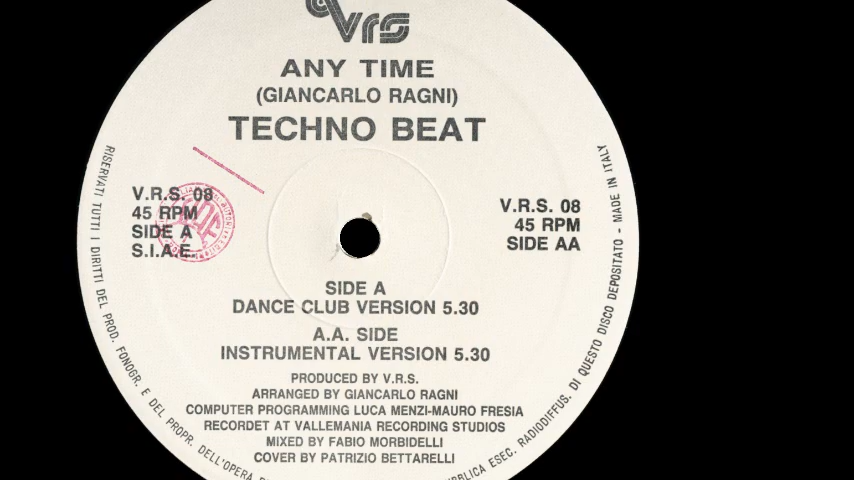 vrs
ANY TIME
(GIANCARLO RAGNI)
TECHNO BEAT
V.R.S. 08
45 RPM
SIDE A
S.I.A.E.
V.R.S. 08
45 RPM
SIDE AA
SIDE A
DANCE CLUB VERSION 5.30
A.A. SIDE
INSTRUMENTAL VERSION 5.30
PRODUCED BY V.R.S.
ARRANGED BY GIANCARLO RAGNI
COMPUTER PROGRAMMING LUCA MENZI-MAURO FRESIA
RECORDET AT VALLEMANIA RECORDING STUDIOS
MIXED BY FABIO MORBIDELLI
COVER BY PATRIZIO BETTARELLI
RISERVATI TUTTI I DIRITTI DEL PROD. FONOGR. E DEL PROPR. DELL'OPERA
ESEC. RADIODIFFUS. DI QUESTO DISCO DEPOSITATO - MADE IN ITALY